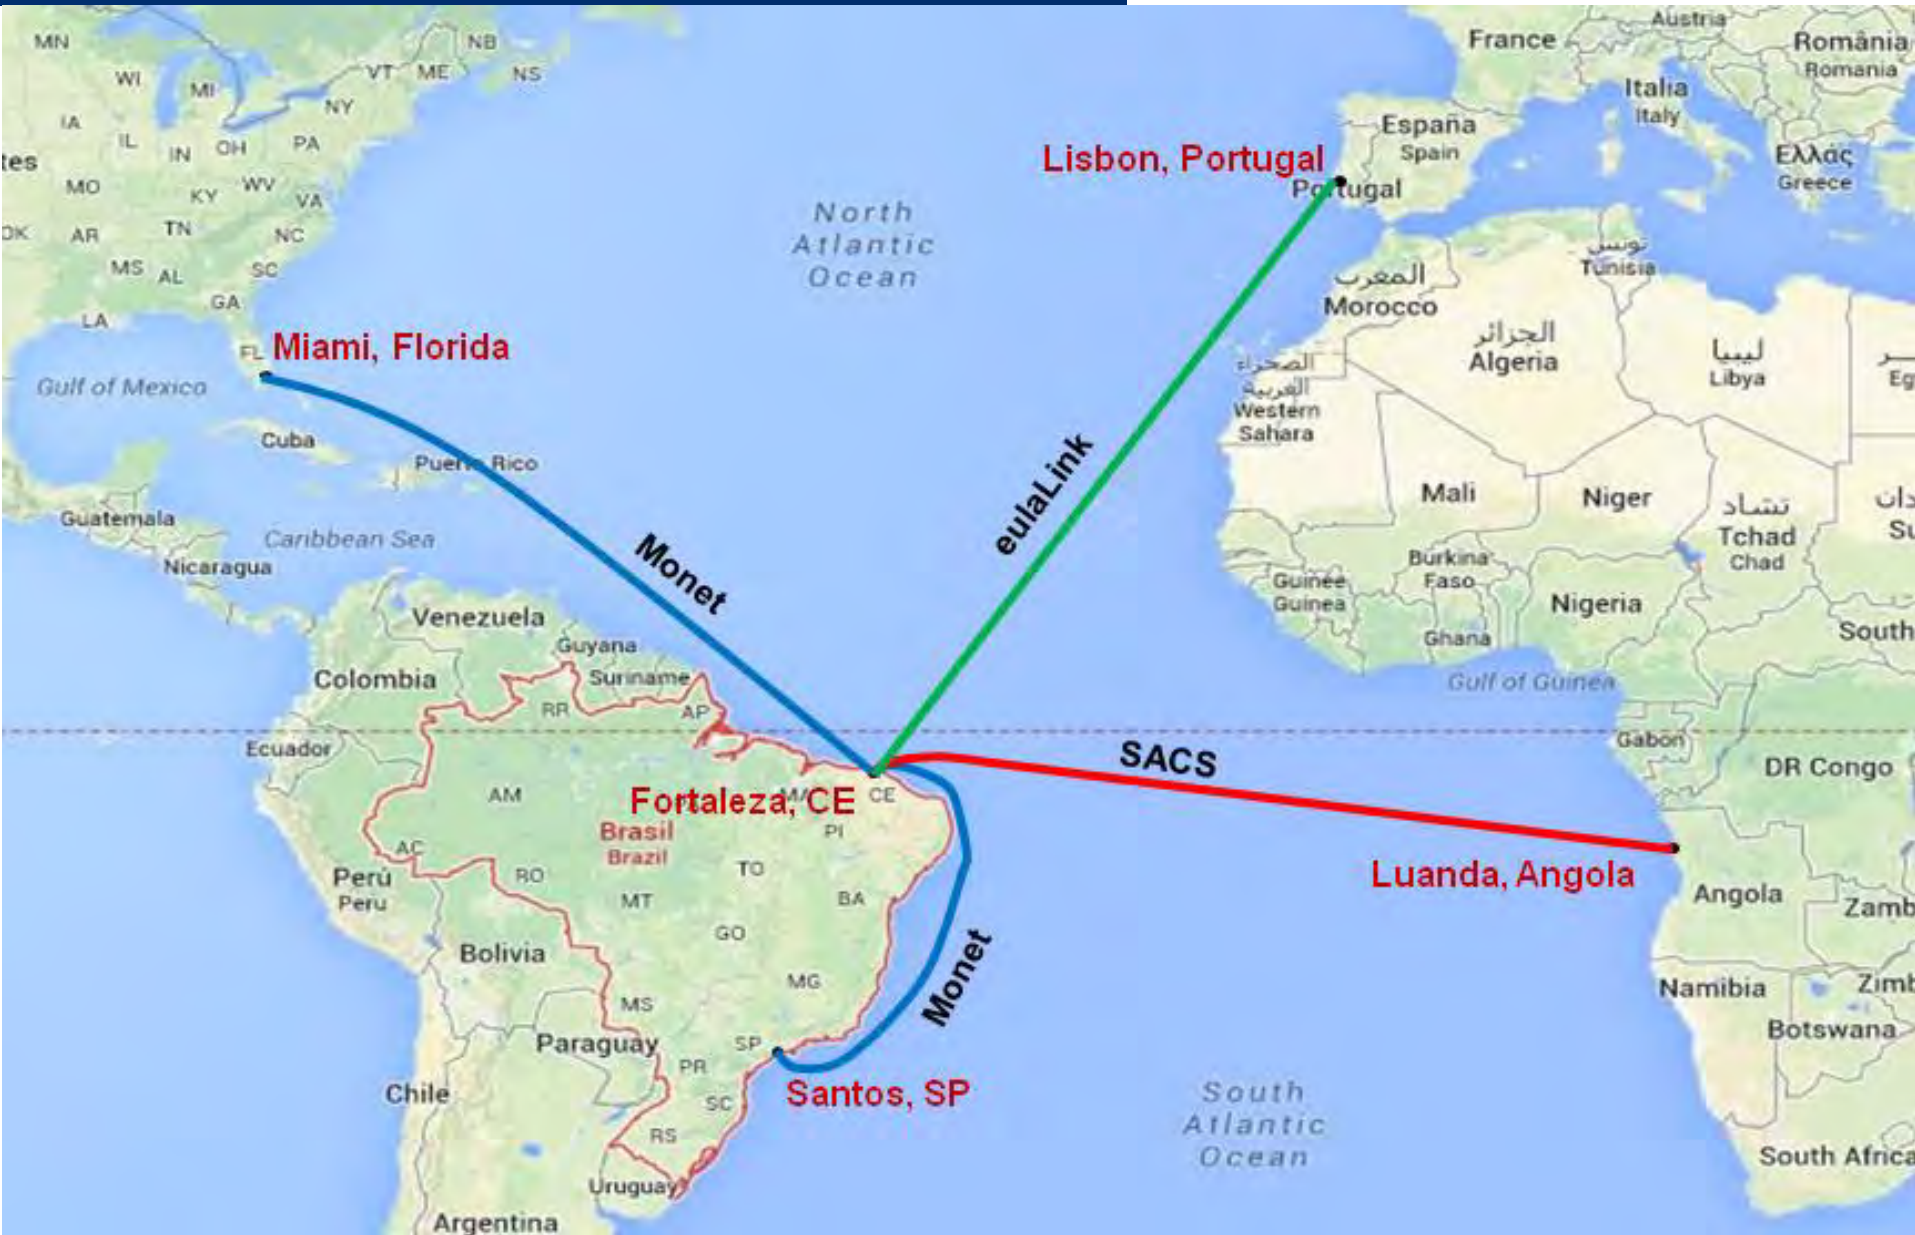 MN
NB
VT
ME
NS
WI
MI
NY
IA
IL
IN
OH
PA
tes
MO
KY
WV
VA
OK
AR
TN
NC
MS
AL
SC
GA
LA
FL
Miami, Florida
Gulf of Mexico
Cuba
Puerto Rico
Guatemala
Caribbean Sea
Nicaragua
North
Atlantic
Ocean
France
Austria
România
Romania
Italia
Italy
España
Spain
Ελλάς
Greece
Lisbon, Portugal
Portugal
تونس
Tunisia
المغرب
Morocco
الجزائر
Algeria
ليبيا
Libya
Eg
الصحراء
الغربية
Western
Sahara
Mali
Niger
تشاد
Tchad
Chad
Su
Burkina
Faso
Guinée
Guinea
Nigeria
Ghana
South
Gulf of Guinea
Gabon
DR Congo
eulaLink
Monet
SACS
Venezuela
Guyana
Suriname
Colombia
RR
AP
Ecuador
AM
Fortaleza, CE
MA
CE
Brasil
Brazil
PI
AC
RO
TO
Perú
Peru
MT
BA
GO
Bolivia
MG
MS
Paraguay
SP
PR
Santos, SP
SC
RS
Chile
Uruguay
Argentina
Monet
Luanda, Angola
Angola
Zamb
Namibia
Zimb
Botswana
South Africa
South
Atlantic
Ocean